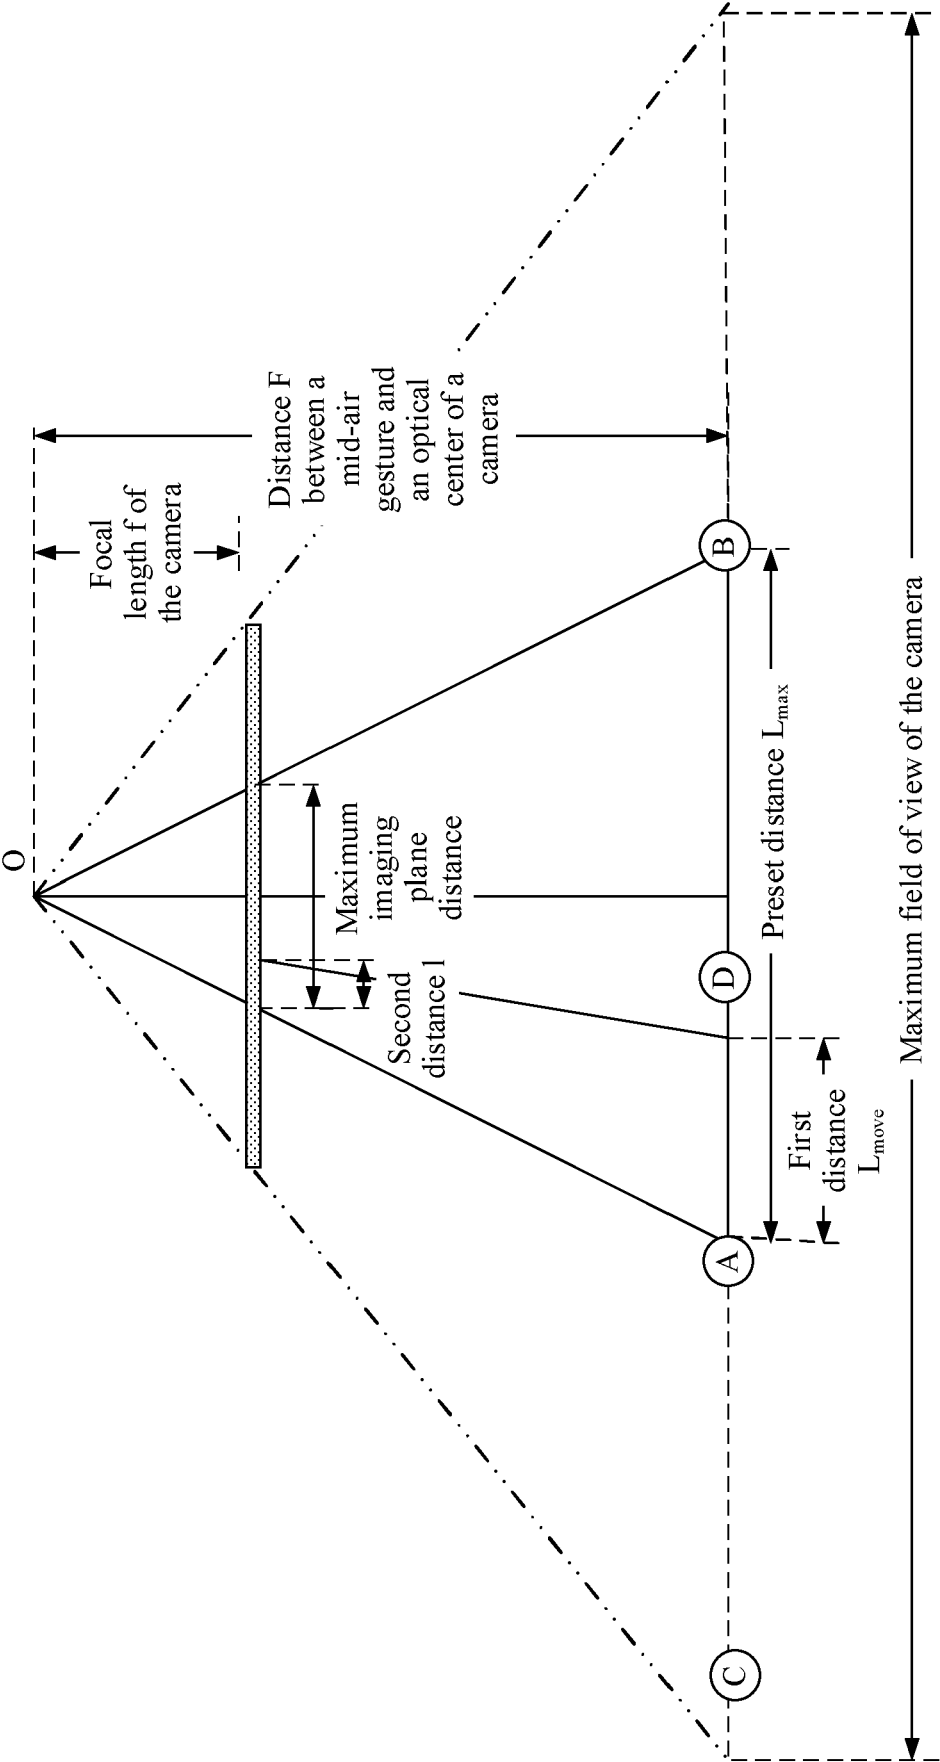 O
Focal
length f of
the camera
Distance F
between a
mid-air
gesture and
an optical
center of a
camera
Maximum
imaging
plane
distance
Second
distance l
A
B
C
D
First
distance
Lmove
Preset distance Lmax
Maximum field of view of the camera